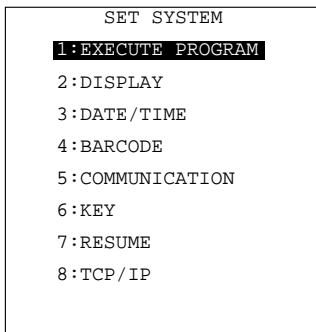 SET SYSTEM
1:EXECUTE PROGRAM
2:DISPLAY
3:DATE/TIME
4:BARCODE
5:COMMUNICATION
6:KEY
7:RESUME
8:TCP/IP